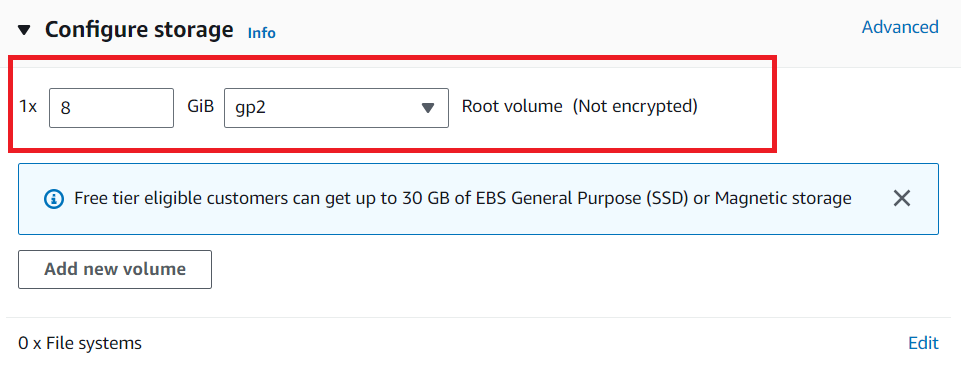 Configure storage Info Advanced
1x 8 GiB gp2 Root volume (Not encrypted)
Free tier eligible customers can get up to 30 GB of EBS General Purpose (SSD) or Magnetic storage
Add new volume
0 x File systems Edit